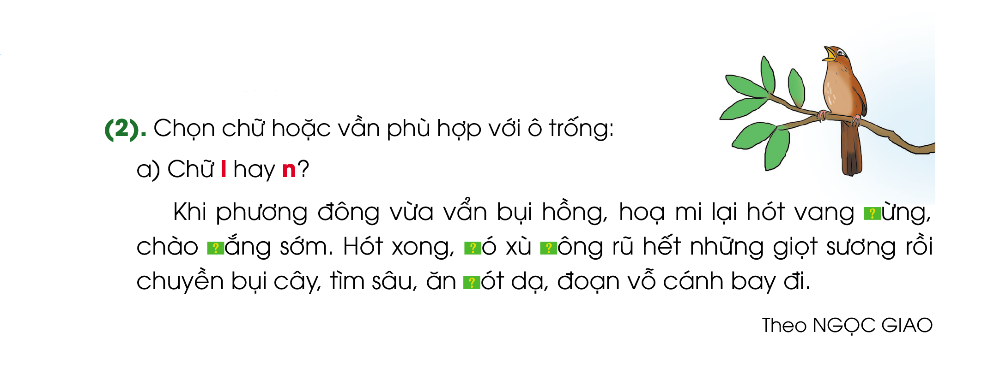 (2). Chọn chữ hoặc vần phù hợp với ô trống:
a) Chữ l hay n?
Khi phương đông vừa vẩn bụi hồng, hoạ mi lại hót vang ?ừng,
chào ?ắng sớm. Hót xong, ?ó xù ?ông rũ hết những giọt sương rồi
chuyền bụi cây, tìm sâu, ăn ?ót dạ, đoạn vỗ cánh bay đi.
Theo NGỌC GIAO